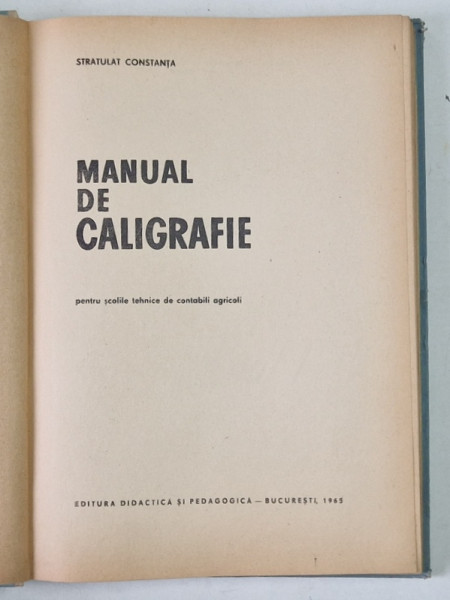 STRATULAT CONSTANȚA
MANUAL
DE
CALIGRAFIE
pentru școlile tehnice de contabili agricoli
EDITURA DIDACTICĂ ȘI PEDAGOGICĂ — BUCUREȘTI, 1965